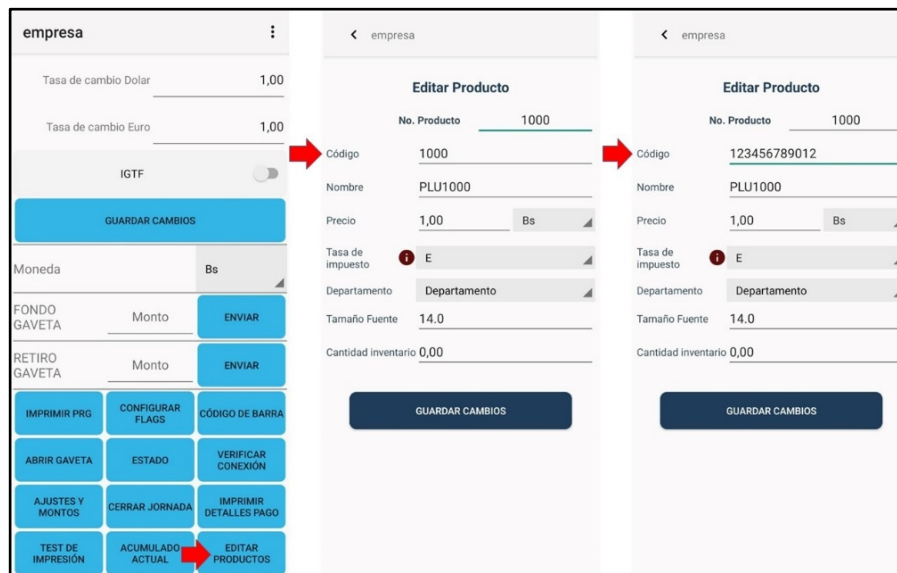 empresa
Tasa de cambio Dolar 1,00
Tasa de cambio Euro 1,00
IGTF
GUARDAR CAMBIOS
Moneda Bs
FONDO
GAVETA Monto ENVIAR
RETIRO
GAVETA Monto ENVIAR
IMPRIMIR PRG
CONFIGURAR
FLAGS
CÓDIGO DE BARRA
ABRIR GAVETA
ESTADO
VERIFICAR
CONEXIÓN
AJUSTES Y
MONTOS
CERRAR JORNADA
IMPRIMIR
DETALLES PAGO
TEST DE
IMPRESIÓN
ACUMULADO
ACTUAL
EDITAR
PRODUCTOS
empresa
Editar Producto
No. Producto 1000
Código 1000
Nombre PLU1000
Precio 1,00 Bs
Tasa de
impuesto i E
Departamento Departamento
Tamaño Fuente 14.0
Cantidad inventario 0,00
GUARDAR CAMBIOS
empresa
Editar Producto
No. Producto 1000
Código 123456789012
Nombre PLU1000
Precio 1,00 Bs
Tasa de
impuesto i E
Departamento Departamento
Tamaño Fuente 14.0
Cantidad inventario 0,00
GUARDAR CAMBIOS